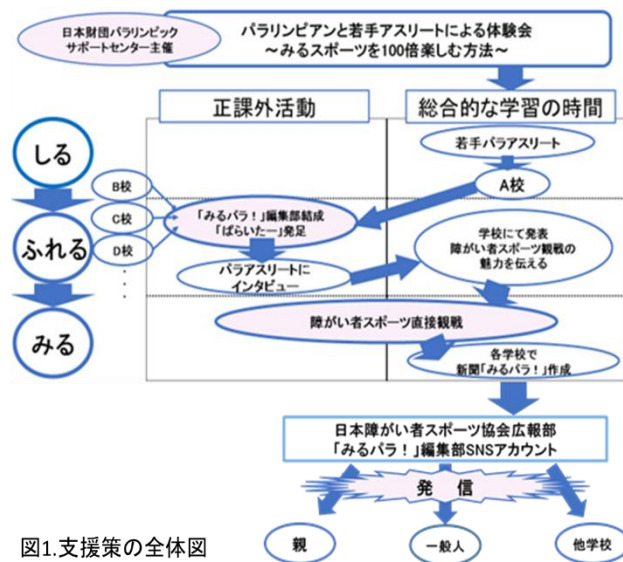 日本財団パラリンピック
サポートセンター主催
パラリンピアンと若手アスリートによる体験会
～みるスポーツを100倍楽しむ方法～
正課外活動
総合的な学習の時間
しる
若手パラアスリート
A校
B校
C校
D校
・
・
・
「みるパラ！」編集部結成
「ぱらいたー」発足
ふれる
学校にて発表
障がい者スポーツ観戦の
魅力を伝える
パラアスリートに
インタビュー
みる
障がい者スポーツ直接観戦
各学校で
新聞「みるパラ！」作成
日本障がい者スポーツ協会広報部
「みるパラ！」編集部SNSアカウント
発　信
親
一般人
他学校
図1.支援策の全体図